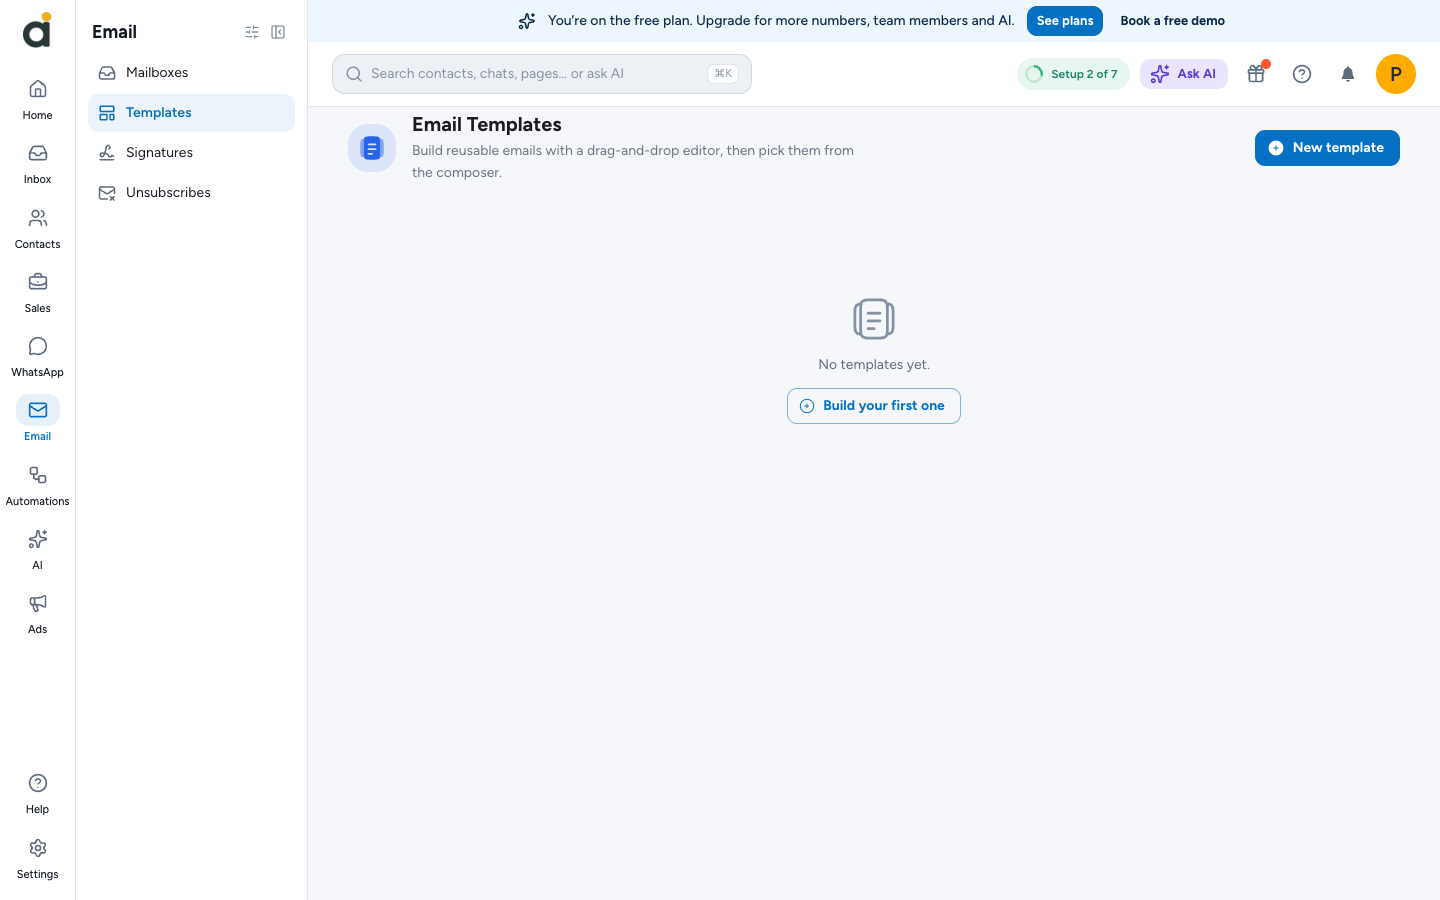 You're on the free plan. Upgrade for more numbers, team members and AI.
See plans
Book a free demo
Home
Inbox
Contacts
Sales
WhatsApp
Email
Automations
AI
Ads
Help
Settings
Email
Mailboxes
Templates
Signatures
Unsubscribes
Search contacts, chats, pages... or ask AI
⌘K
Setup 2 of 7
Ask AI
P
Email Templates
Build reusable emails with a drag-and-drop editor, then pick them from
the composer.
New template
No templates yet.
Build your first one